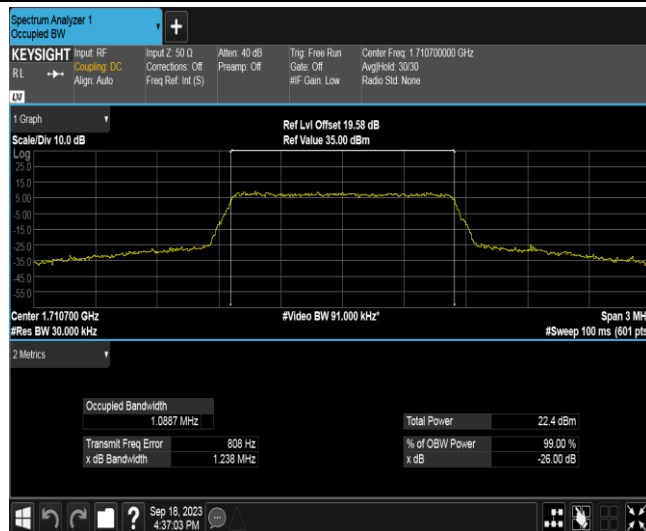 Spectrum Analyzer 1
Occupied BW
KEYSIGHT
RL
Input: RF
Coupling: DC
Align: Auto
Input Z: 50 Ω
Corrections: Off
Freq Ref: Int (S)
Atten: 40 dB
Preamp: Off
Trig: Free Run
Gate: Off
#IF Gain: Low
Center Freq: 1.710700000 GHz
Avg|Hold: 30/30
Radio Std: None
1 Graph
Scale/Div 10.0 dB
Ref Lvl Offset 19.58 dB
Ref Value 35.00 dBm
Log
25.0
15.0
5.00
-5.00
-15.0
-25.0
-35.0
-45.0
-55.0
Center 1.710700 GHz
#Video BW 91.000 kHz*
Span 3 MH
#Res BW 30.000 kHz
#Sweep 100 ms (601 pts
2 Metrics
Occupied Bandwidth
1.0887 MHz
Total Power 22.4 dBm
Transmit Freq Error 808 Hz
% of OBW Power 99.00 %
x dB Bandwidth 1.238 MHz
x dB -26.00 dB
?
Sep 18, 2023
4:37:03 PM